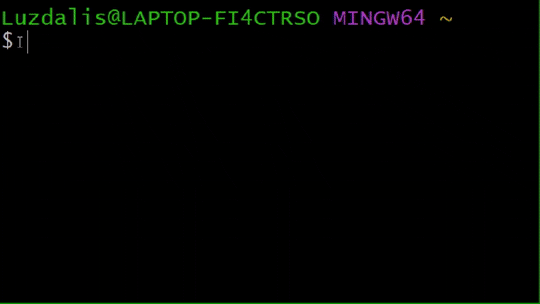 Luzdalis@LAPTOP-FI4CTRSO MINGW64 ~
$